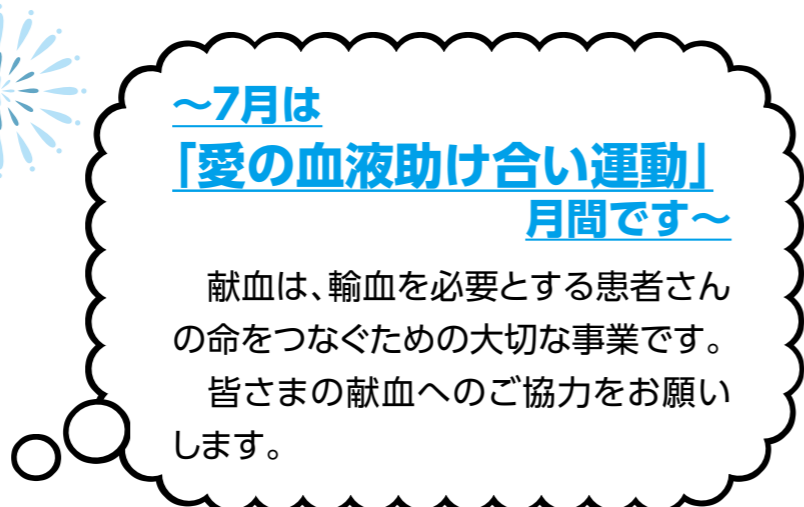 ～7月は
「愛の血液助け合い運動」
月間です～
　献血は、輸血を必要とする患者さん
の命をつなぐための大切な事業です。
　皆さまの献血へのご協力をお願い
します。